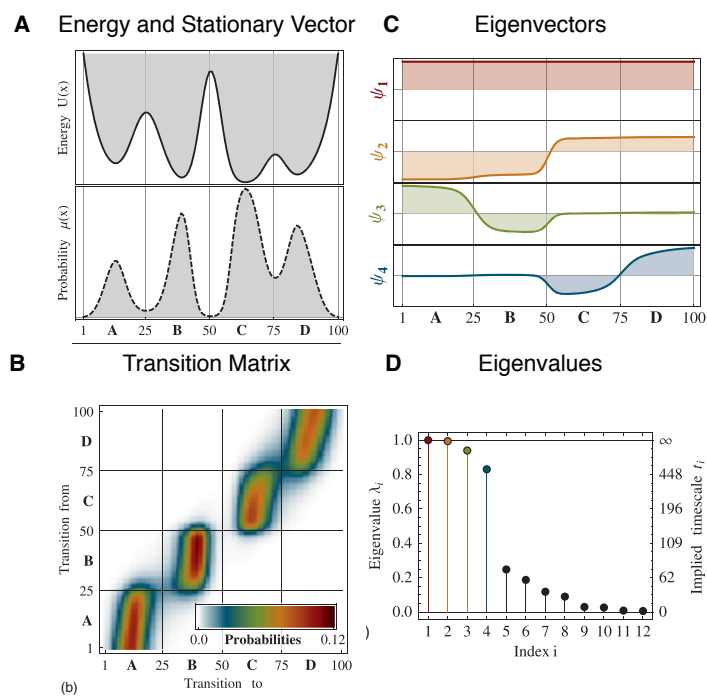 A Energy and Stationary Vector
Energy U(x)
Probability μ(x)
1 A 25 B 50 C 75 D 100
C Eigenvectors
ψ1
ψ2
ψ3
ψ4
1 A 25 B 50 C 75 D 100
B Transition Matrix
Transition from
100
D
75
C
50
B
25
A
1
0.0 Probabilities 0.12
1 A 25 B 50 C 75 D 100
(b) Transition to
D Eigenvalues
Eigenvalue λi
1.0 ∞
0.8 448
0.6 196
0.4 109
0.2 62
0.0 0
Implied timescale ti
)
1 2 3 4 5 6 7 8 9 10 11 12
Index i